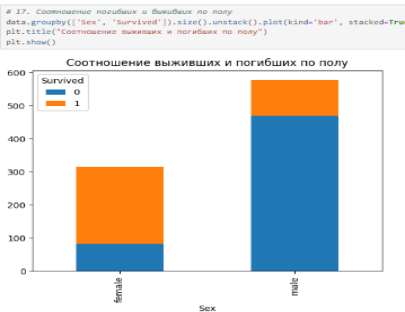 # 17. Соотношение погибших и выживших по полу
data.groupby(['Sex', 'Survived']).size().unstack().plot(kind='bar', stacked=True
plt.title("Соотношение выживших и погибших по полу")
plt.show()
Соотношение выживших и погибших по полу
Survived
0
1
600
500
400
300
200
100
0
female
male
Sex